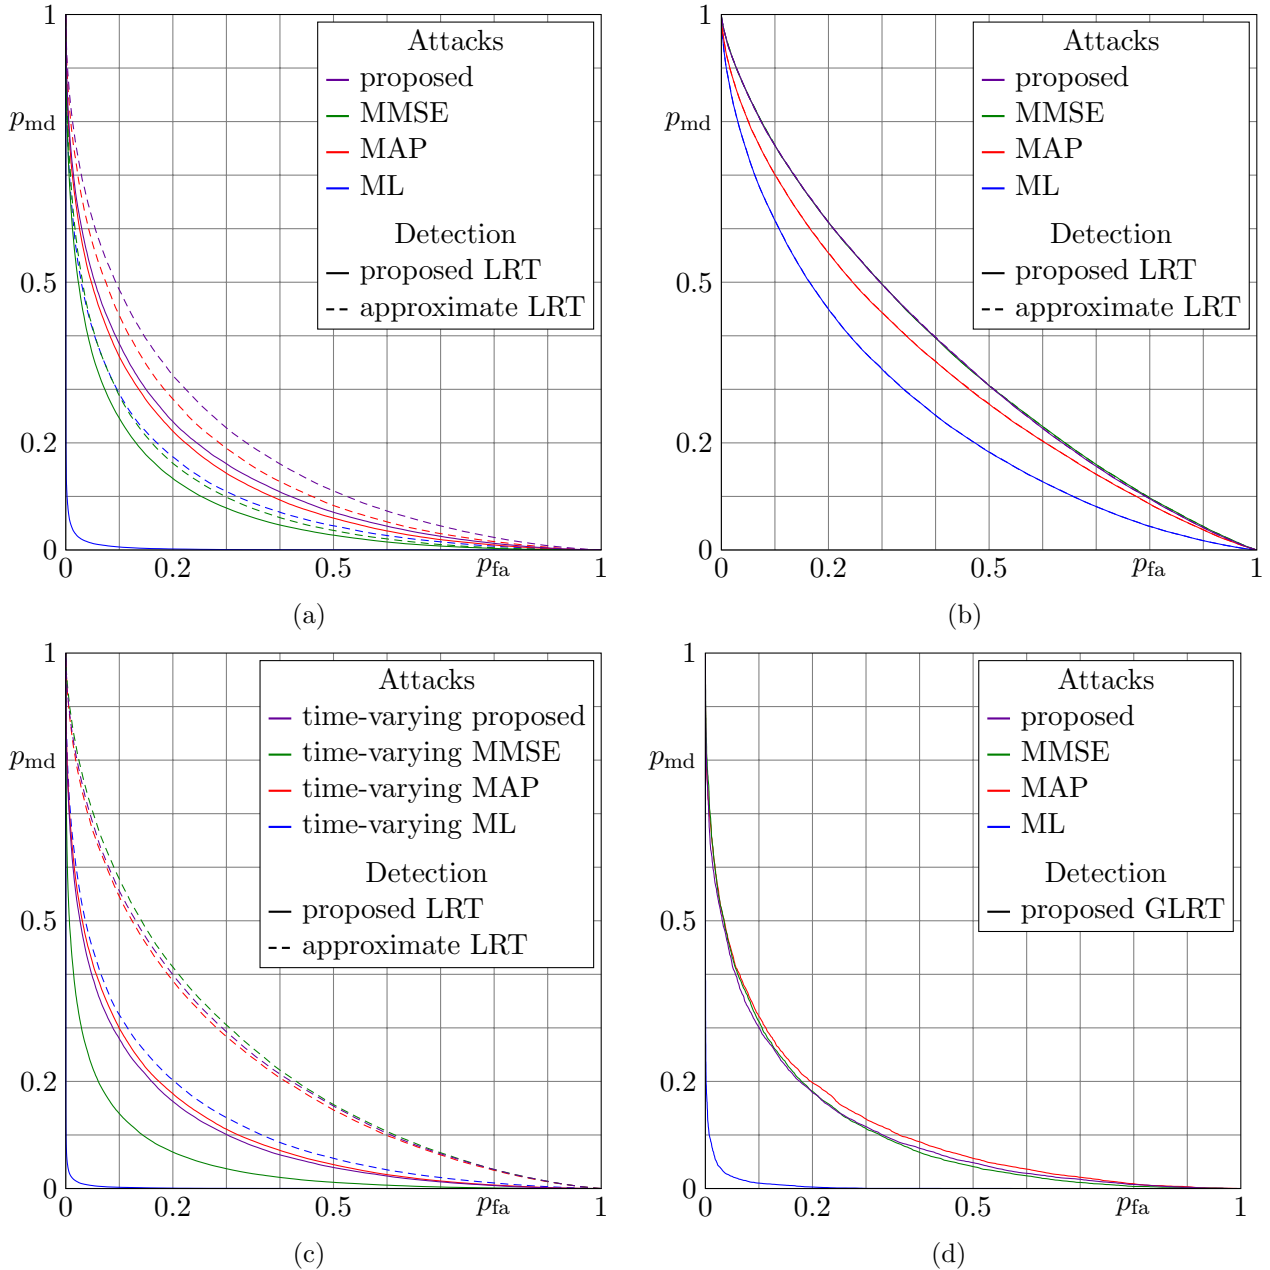 1
Attacks
proposed
MMSE
p_md
MAP
ML
Detection
0.5
proposed LRT
approximate LRT
0.2
0
0 0.2 0.5 p_fa 1
(a)
1
Attacks
proposed
MMSE
p_md
MAP
ML
Detection
0.5
proposed LRT
approximate LRT
0.2
0
0 0.2 0.5 p_fa 1
(b)
1
Attacks
time-varying proposed
time-varying MMSE
p_md
time-varying MAP
time-varying ML
Detection
0.5
proposed LRT
approximate LRT
0.2
0
0 0.2 0.5 p_fa 1
(c)
1
Attacks
proposed
MMSE
p_md
MAP
ML
Detection
0.5
proposed GLRT
0.2
0
0 0.2 0.5 p_fa 1
(d)